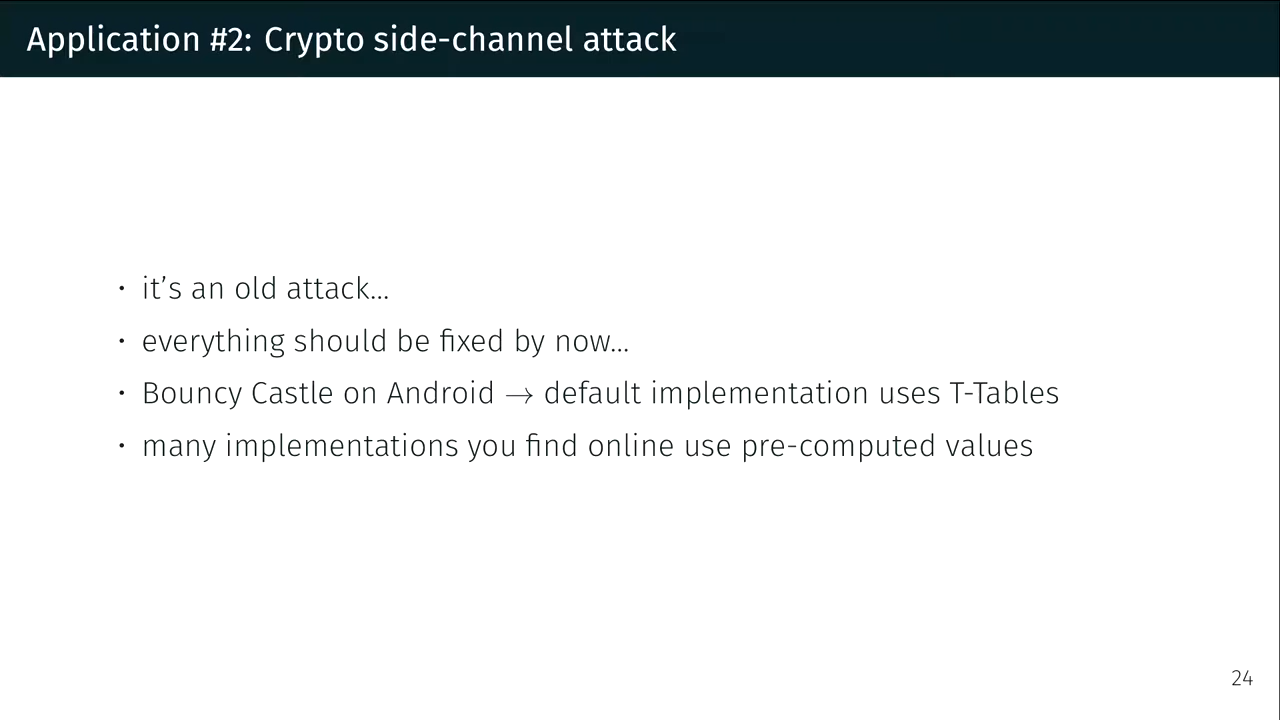 Application #2: Crypto side-channel attack
• it's an old attack...
• everything should be fixed by now...
• Bouncy Castle on Android → default implementation uses T-Tables
• many implementations you find online use pre-computed values
24